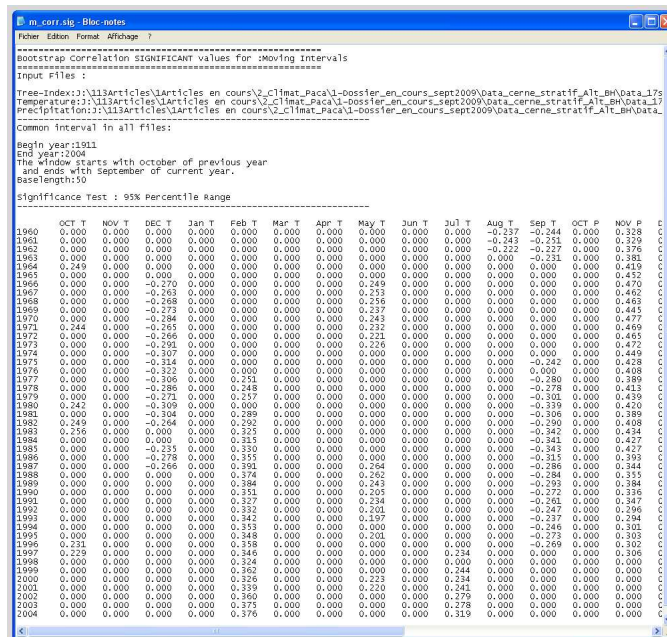 m_corr.sig - Bloc-notes
Fichier Edition Format Affichage ?
=====================================================
Bootstrap Correlation SIGNIFICANT values for :Moving Intervals
=====================================================
Input Files :
Tree-Index:J:\113Articles\1Articles en cours\2_Climat_Paca\1-Dossier_en_cours_sept2009\Data_cerne_stratif_Alt_BH\Data_17s
Temperature:J:\113Articles\1Articles en cours\2_Climat_Paca\1-Dossier_en_cours_sept2009\Data_cerne_stratif_Alt_BH\Data_17s
Precipitation:J:\113Articles\1Articles en cours\2_Climat_Paca\1-Dossier_en_cours_sept2009\Data_cerne_stratif_Alt_BH\Data_
Common interval in all files:
Begin year:1911
End year:2004
The window starts with October of previous year
and ends with September of current year.
Baselength:50
Significance Test : 95% Percentile Range
OCT T NOV T DEC T Jan T Feb T Mar T Apr T May T Jun T Jul T Aug T Sep T OCT P NOV P D
1960 0.000 0.000 0.000 0.000 0.000 0.000 0.000 0.000 0.000 0.000 -0.237 -0.244 0.000 0.328 0
1961 0.000 0.000 0.000 0.000 0.000 0.000 0.000 0.000 0.000 0.000 -0.243 -0.251 0.000 0.329 0
1962 0.000 0.000 0.000 0.000 0.000 0.000 0.000 0.000 0.000 0.000 -0.222 -0.227 0.000 0.376 0
1963 0.000 0.000 0.000 0.000 0.000 0.000 0.000 0.000 0.000 0.000 0.000 -0.231 0.000 0.381 0
1964 0.249 0.000 0.000 0.000 0.000 0.000 0.000 0.000 0.000 0.000 0.000 0.000 0.000 0.419 0
1965 0.000 0.000 0.000 0.000 0.000 0.000 0.000 0.000 0.000 0.000 0.000 0.000 0.000 0.452 0
1966 0.000 0.000 -0.270 0.000 0.000 0.000 0.000 0.249 0.000 0.000 0.000 0.000 0.000 0.470 0
1967 0.000 0.000 -0.263 0.000 0.000 0.000 0.000 0.253 0.000 0.000 0.000 0.000 0.000 0.462 0
1968 0.000 0.000 -0.268 0.000 0.000 0.000 0.000 0.256 0.000 0.000 0.000 0.000 0.000 0.463 0
1969 0.000 0.000 -0.273 0.000 0.000 0.000 0.000 0.237 0.000 0.000 0.000 0.000 0.000 0.445 0
1970 0.000 0.000 -0.284 0.000 0.000 0.000 0.000 0.243 0.000 0.000 0.000 0.000 0.000 0.477 0
1971 0.244 0.000 -0.265 0.000 0.000 0.000 0.000 0.232 0.000 0.000 0.000 0.000 0.000 0.469 0
1972 0.000 0.000 -0.266 0.000 0.000 0.000 0.000 0.221 0.000 0.000 0.000 0.000 0.000 0.465 0
1973 0.000 0.000 -0.291 0.000 0.000 0.000 0.000 0.226 0.000 0.000 0.000 0.000 0.000 0.472 0
1974 0.000 0.000 -0.307 0.000 0.000 0.000 0.000 0.000 0.000 0.000 0.000 0.000 0.000 0.449 0
1975 0.000 0.000 -0.314 0.000 0.000 0.000 0.000 0.000 0.000 0.000 0.000 -0.242 0.000 0.428 0
1976 0.000 0.000 -0.322 0.000 0.000 0.000 0.000 0.000 0.000 0.000 0.000 0.000 0.000 0.408 0
1977 0.000 0.000 -0.306 0.000 0.251 0.000 0.000 0.000 0.000 0.000 0.000 -0.280 0.000 0.389 0
1978 0.000 0.000 -0.286 0.000 0.248 0.000 0.000 0.000 0.000 0.000 0.000 -0.278 0.000 0.413 0
1979 0.000 0.000 -0.271 0.000 0.257 0.000 0.000 0.000 0.000 0.000 0.000 -0.301 0.000 0.439 0
1980 0.242 0.000 -0.309 0.000 0.000 0.000 0.000 0.000 0.000 0.000 0.000 -0.339 0.000 0.420 0
1981 0.000 0.000 -0.304 0.000 0.289 0.000 0.000 0.000 0.000 0.000 0.000 -0.306 0.000 0.389 0
1982 0.249 0.000 -0.264 0.000 0.292 0.000 0.000 0.000 0.000 0.000 0.000 -0.290 0.000 0.408 0
1983 0.256 0.000 0.000 0.000 0.325 0.000 0.000 0.000 0.000 0.000 0.000 -0.342 0.000 0.434 0
1984 0.000 0.000 0.000 0.000 0.315 0.000 0.000 0.000 0.000 0.000 0.000 -0.341 0.000 0.427 0
1985 0.000 0.000 -0.235 0.000 0.330 0.000 0.000 0.000 0.000 0.000 0.000 -0.343 0.000 0.427 0
1986 0.000 0.000 -0.278 0.000 0.355 0.000 0.000 0.000 0.000 0.000 0.000 -0.315 0.000 0.393 0
1987 0.000 0.000 -0.266 0.000 0.391 0.000 0.000 0.264 0.000 0.000 0.000 -0.286 0.000 0.344 0
1988 0.000 0.000 0.000 0.000 0.374 0.000 0.000 0.262 0.000 0.000 0.000 -0.284 0.000 0.355 0
1989 0.000 0.000 0.000 0.000 0.384 0.000 0.000 0.243 0.000 0.000 0.000 -0.293 0.000 0.384 0
1990 0.000 0.000 0.000 0.000 0.351 0.000 0.000 0.205 0.000 0.000 0.000 -0.272 0.000 0.336 0
1991 0.000 0.000 0.000 0.000 0.327 0.000 0.000 0.234 0.000 0.000 0.000 -0.261 0.000 0.347 0
1992 0.000 0.000 0.000 0.000 0.332 0.000 0.000 0.201 0.000 0.000 0.000 -0.247 0.000 0.296 0
1993 0.000 0.000 0.000 0.000 0.342 0.000 0.000 0.197 0.000 0.000 0.000 -0.237 0.000 0.294 0
1994 0.000 0.000 0.000 0.000 0.353 0.000 0.000 0.000 0.000 0.000 0.000 -0.246 0.000 0.301 0
1995 0.000 0.000 0.000 0.000 0.348 0.000 0.000 0.201 0.000 0.000 0.000 -0.273 0.000 0.303 0
1996 0.231 0.000 0.000 0.000 0.358 0.000 0.000 0.000 0.000 0.000 0.000 -0.269 0.000 0.302 0
1997 0.229 0.000 0.000 0.000 0.346 0.000 0.000 0.000 0.000 0.234 0.000 0.000 0.000 0.306 0
1998 0.000 0.000 0.000 0.000 0.324 0.000 0.000 0.000 0.000 0.000 0.000 0.000 0.000 0.000 0
1999 0.000 0.000 0.000 0.000 0.362 0.000 0.000 0.000 0.000 0.244 0.000 0.000 0.000 0.000 0
2000 0.000 0.000 0.000 0.000 0.326 0.000 0.000 0.223 0.000 0.234 0.000 0.000 0.000 0.000 0
2001 0.000 0.000 0.000 0.000 0.339 0.000 0.000 0.220 0.000 0.241 0.000 0.000 0.000 0.000 0
2002 0.000 0.000 0.000 0.000 0.360 0.000 0.000 0.000 0.000 0.279 0.000 0.000 0.000 0.000 0
2003 0.000 0.000 0.000 0.000 0.375 0.000 0.000 0.000 0.000 0.278 0.000 0.000 0.000 0.000 0
2004 0.000 0.000 0.000 0.000 0.376 0.000 0.000 0.000 0.000 0.319 0.000 0.000 0.000 0.000 0